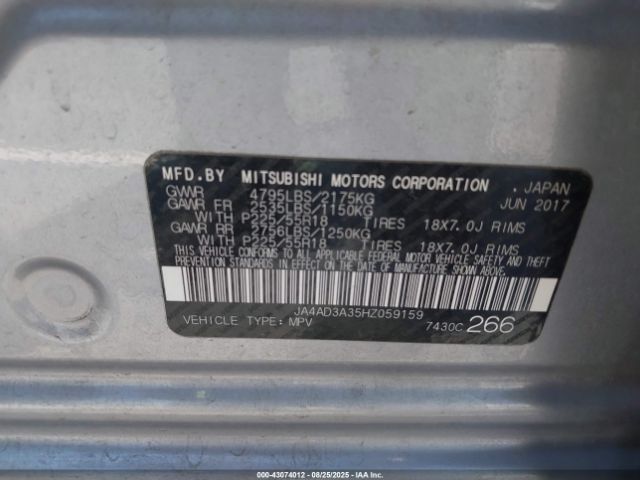 MFD.BY MITSUBISHI MOTORS CORPORATION , JAPAN
GVWR 4795LBS/2175KG JUN 2017
GAWR FR 2535LBS/1150KG
WITH P225/55R18 TIRES 18X7.0J RIMS
GAWR RR 2756LBS/1250KG
WITH P225/55R18 TIRES 18X7.0J RIMS
THIS VEHICLE CONFORMS TO ALL APPLICABLE FEDERAL MOTOR VEHICLE SAFETY AND THEFT
PREVENTION STANDARDS IN EFFECT ON THE DATE OF MANUFACTURE SHOWN ABOVE.
JA4AD3A35HZ059159
VEHICLE TYPE: MPV 7430C 266
000-43074012 - 08/25/2025 - IAAI.COM